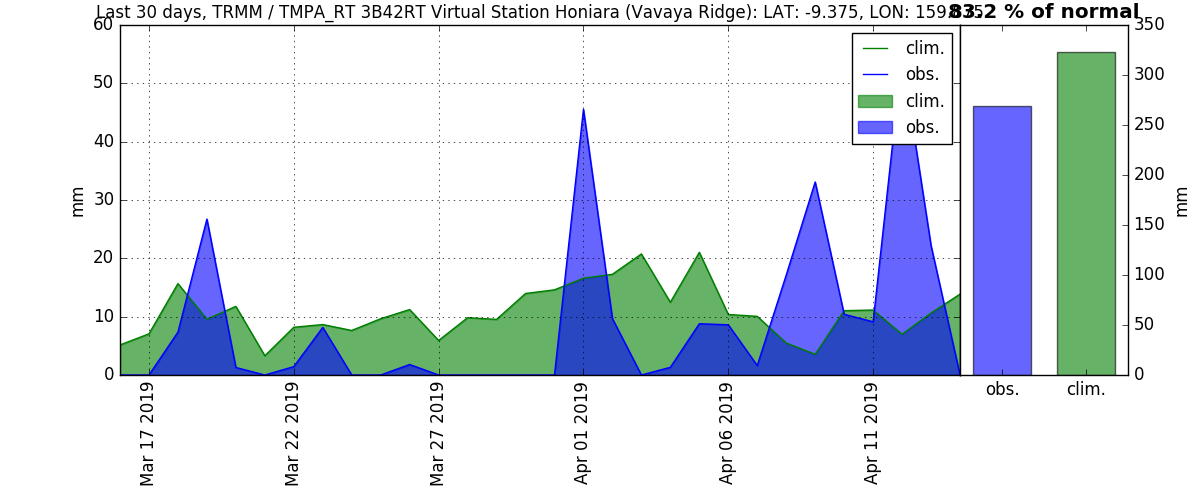 Last 30 days, TRMM / TMPA_RT 3B42RT Virtual Station Honiara (Vavaya Ridge): LAT: -9.375, LON:
83.2 % of normal
60
50
40
30
20
10
0
mm
clim.
obs.
clim.
obs.
350
300
250
200
150
100
50
0
mm
obs.
clim.
Mar 17 2019
Mar 22 2019
Mar 27 2019
Apr 01 2019
Apr 06 2019
Apr 11 2019